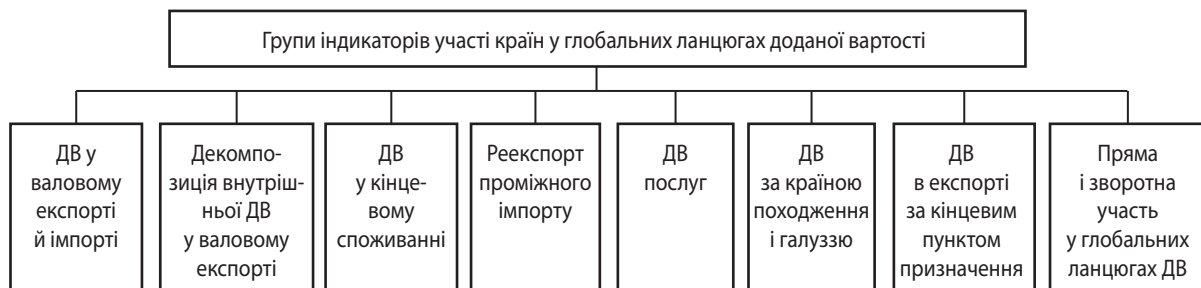 Групи індикаторів участі країн у глобальних ланцюгах доданої вартості
ДВ у
валовому
експорті
й імпорті
Декомпо-
зиція внутріш-
ньої ДВ
у валовому
експорті
ДВ
у кінце-
вому
споживанні
Реекспорт
проміжного
імпорту
ДВ
послуг
ДВ
за країною
походження
і галуззю
ДВ
в експорті
за кінцевим
пунктом
призначення
Пряма
і зворотна
участь
у глобальних
ланцюгах ДВ